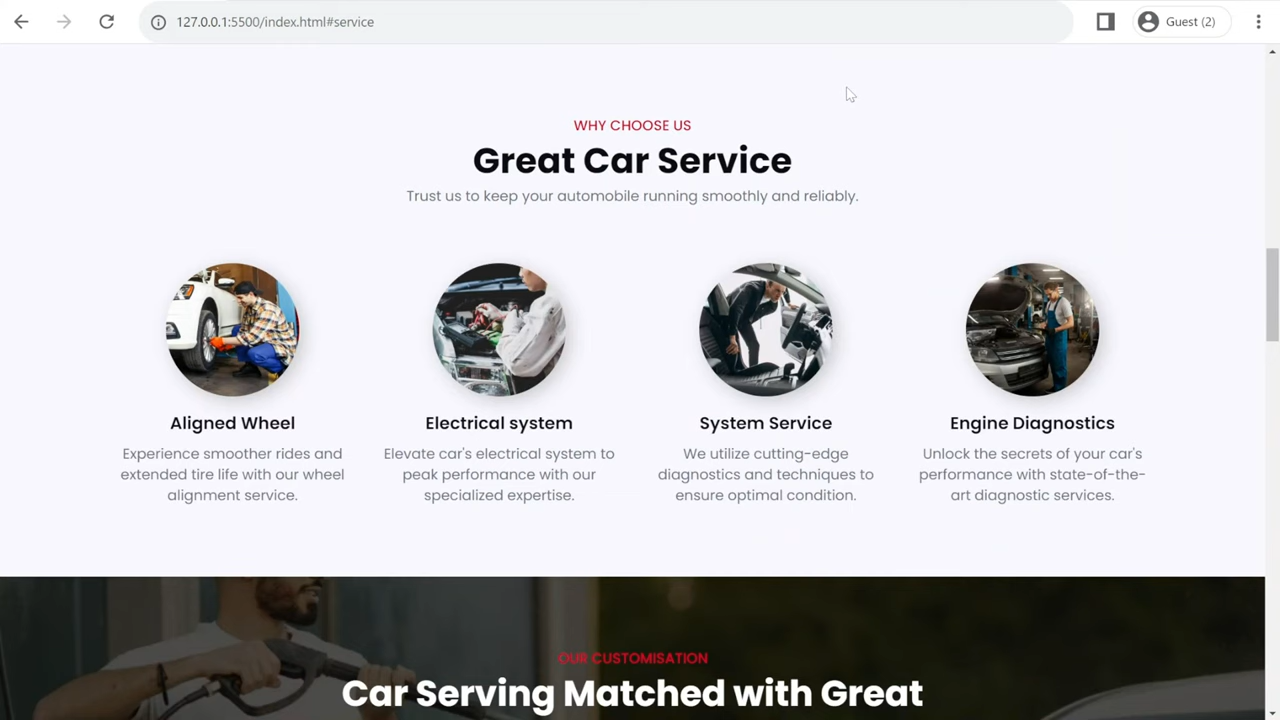 127.0.0.1:5500/index.html#service
Guest (2)
WHY CHOOSE US
Great Car Service
Trust us to keep your automobile running smoothly and reliably.
Aligned Wheel
Experience smoother rides and
extended tire life with our wheel
alignment service.
Electrical system
Elevate car's electrical system to
peak performance with our
specialized expertise.
System Service
We utilize cutting-edge
diagnostics and techniques to
ensure optimal condition.
Engine Diagnostics
Unlock the secrets of your car's
performance with state-of-the-
art diagnostic services.
OUR CUSTOMISATION
Car Serving Matched with Great